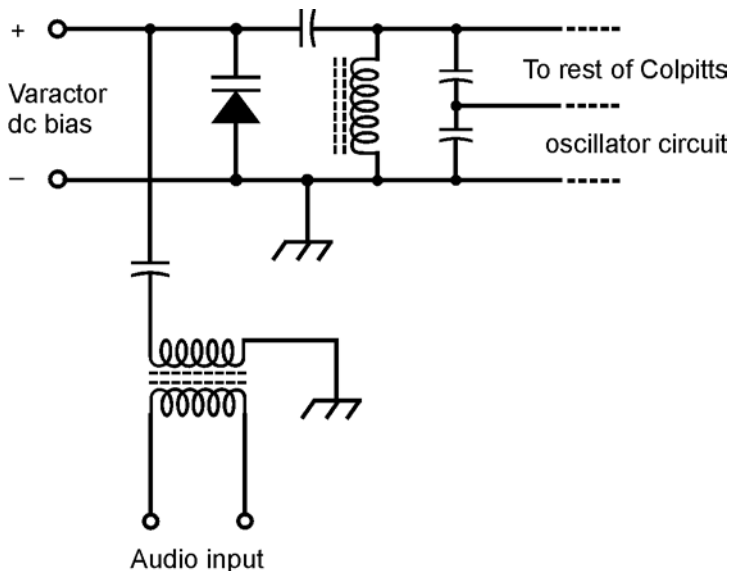 +
Varactor
dc bias
−
To rest of Colpitts
oscillator circuit
Audio input